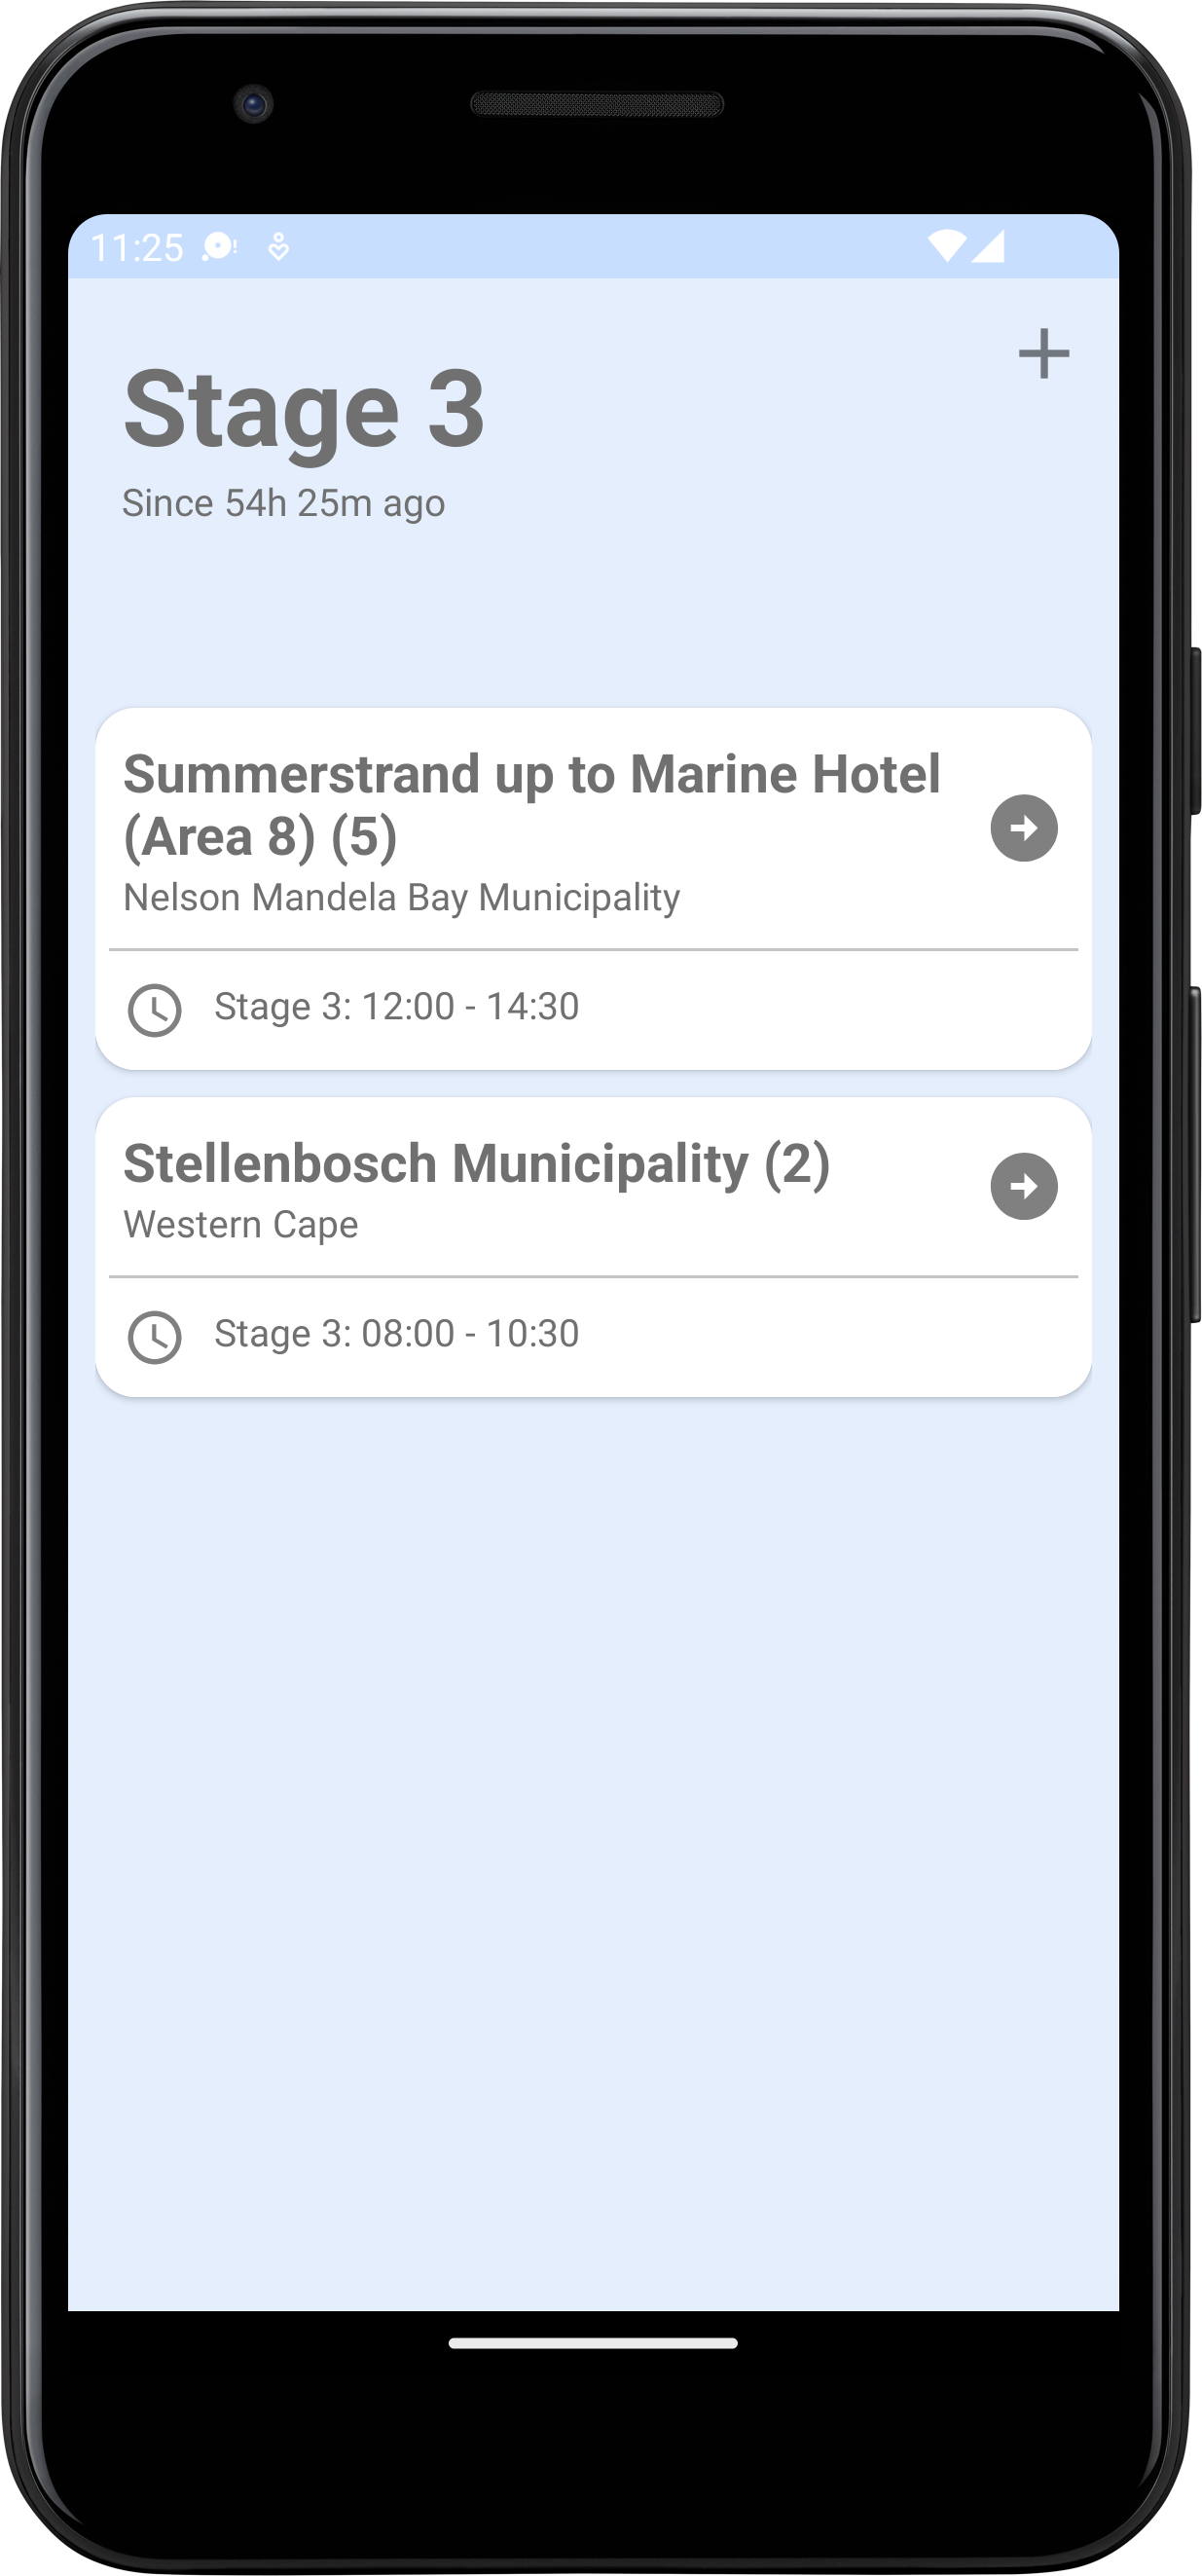 11:25
Stage 3
Since 54h 25m ago
Summerstrand up to Marine Hotel
(Area 8) (5)
Nelson Mandela Bay Municipality
Stage 3: 12:00 - 14:30
Stellenbosch Municipality (2)
Western Cape
Stage 3: 08:00 - 10:30